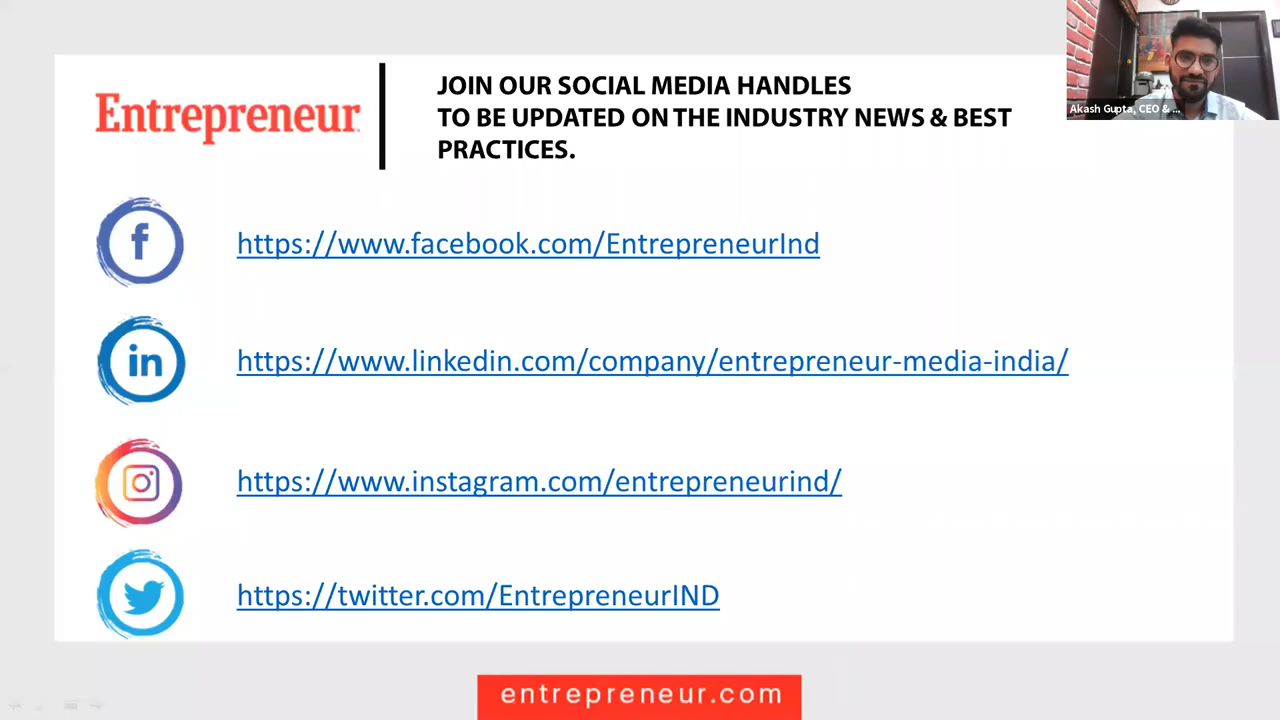 Entrepreneur
JOIN OUR SOCIAL MEDIA HANDLES
TO BE UPDATED ON THE INDUSTRY NEWS & BEST
PRACTICES.
Akash Gupta, CEO & ...
f
https://www.facebook.com/EntrepreneurInd
in
https://www.linkedin.com/company/entrepreneur-media-india/
https://www.instagram.com/entrepreneurind/
https://twitter.com/EntrepreneurIND
entrepreneur.com